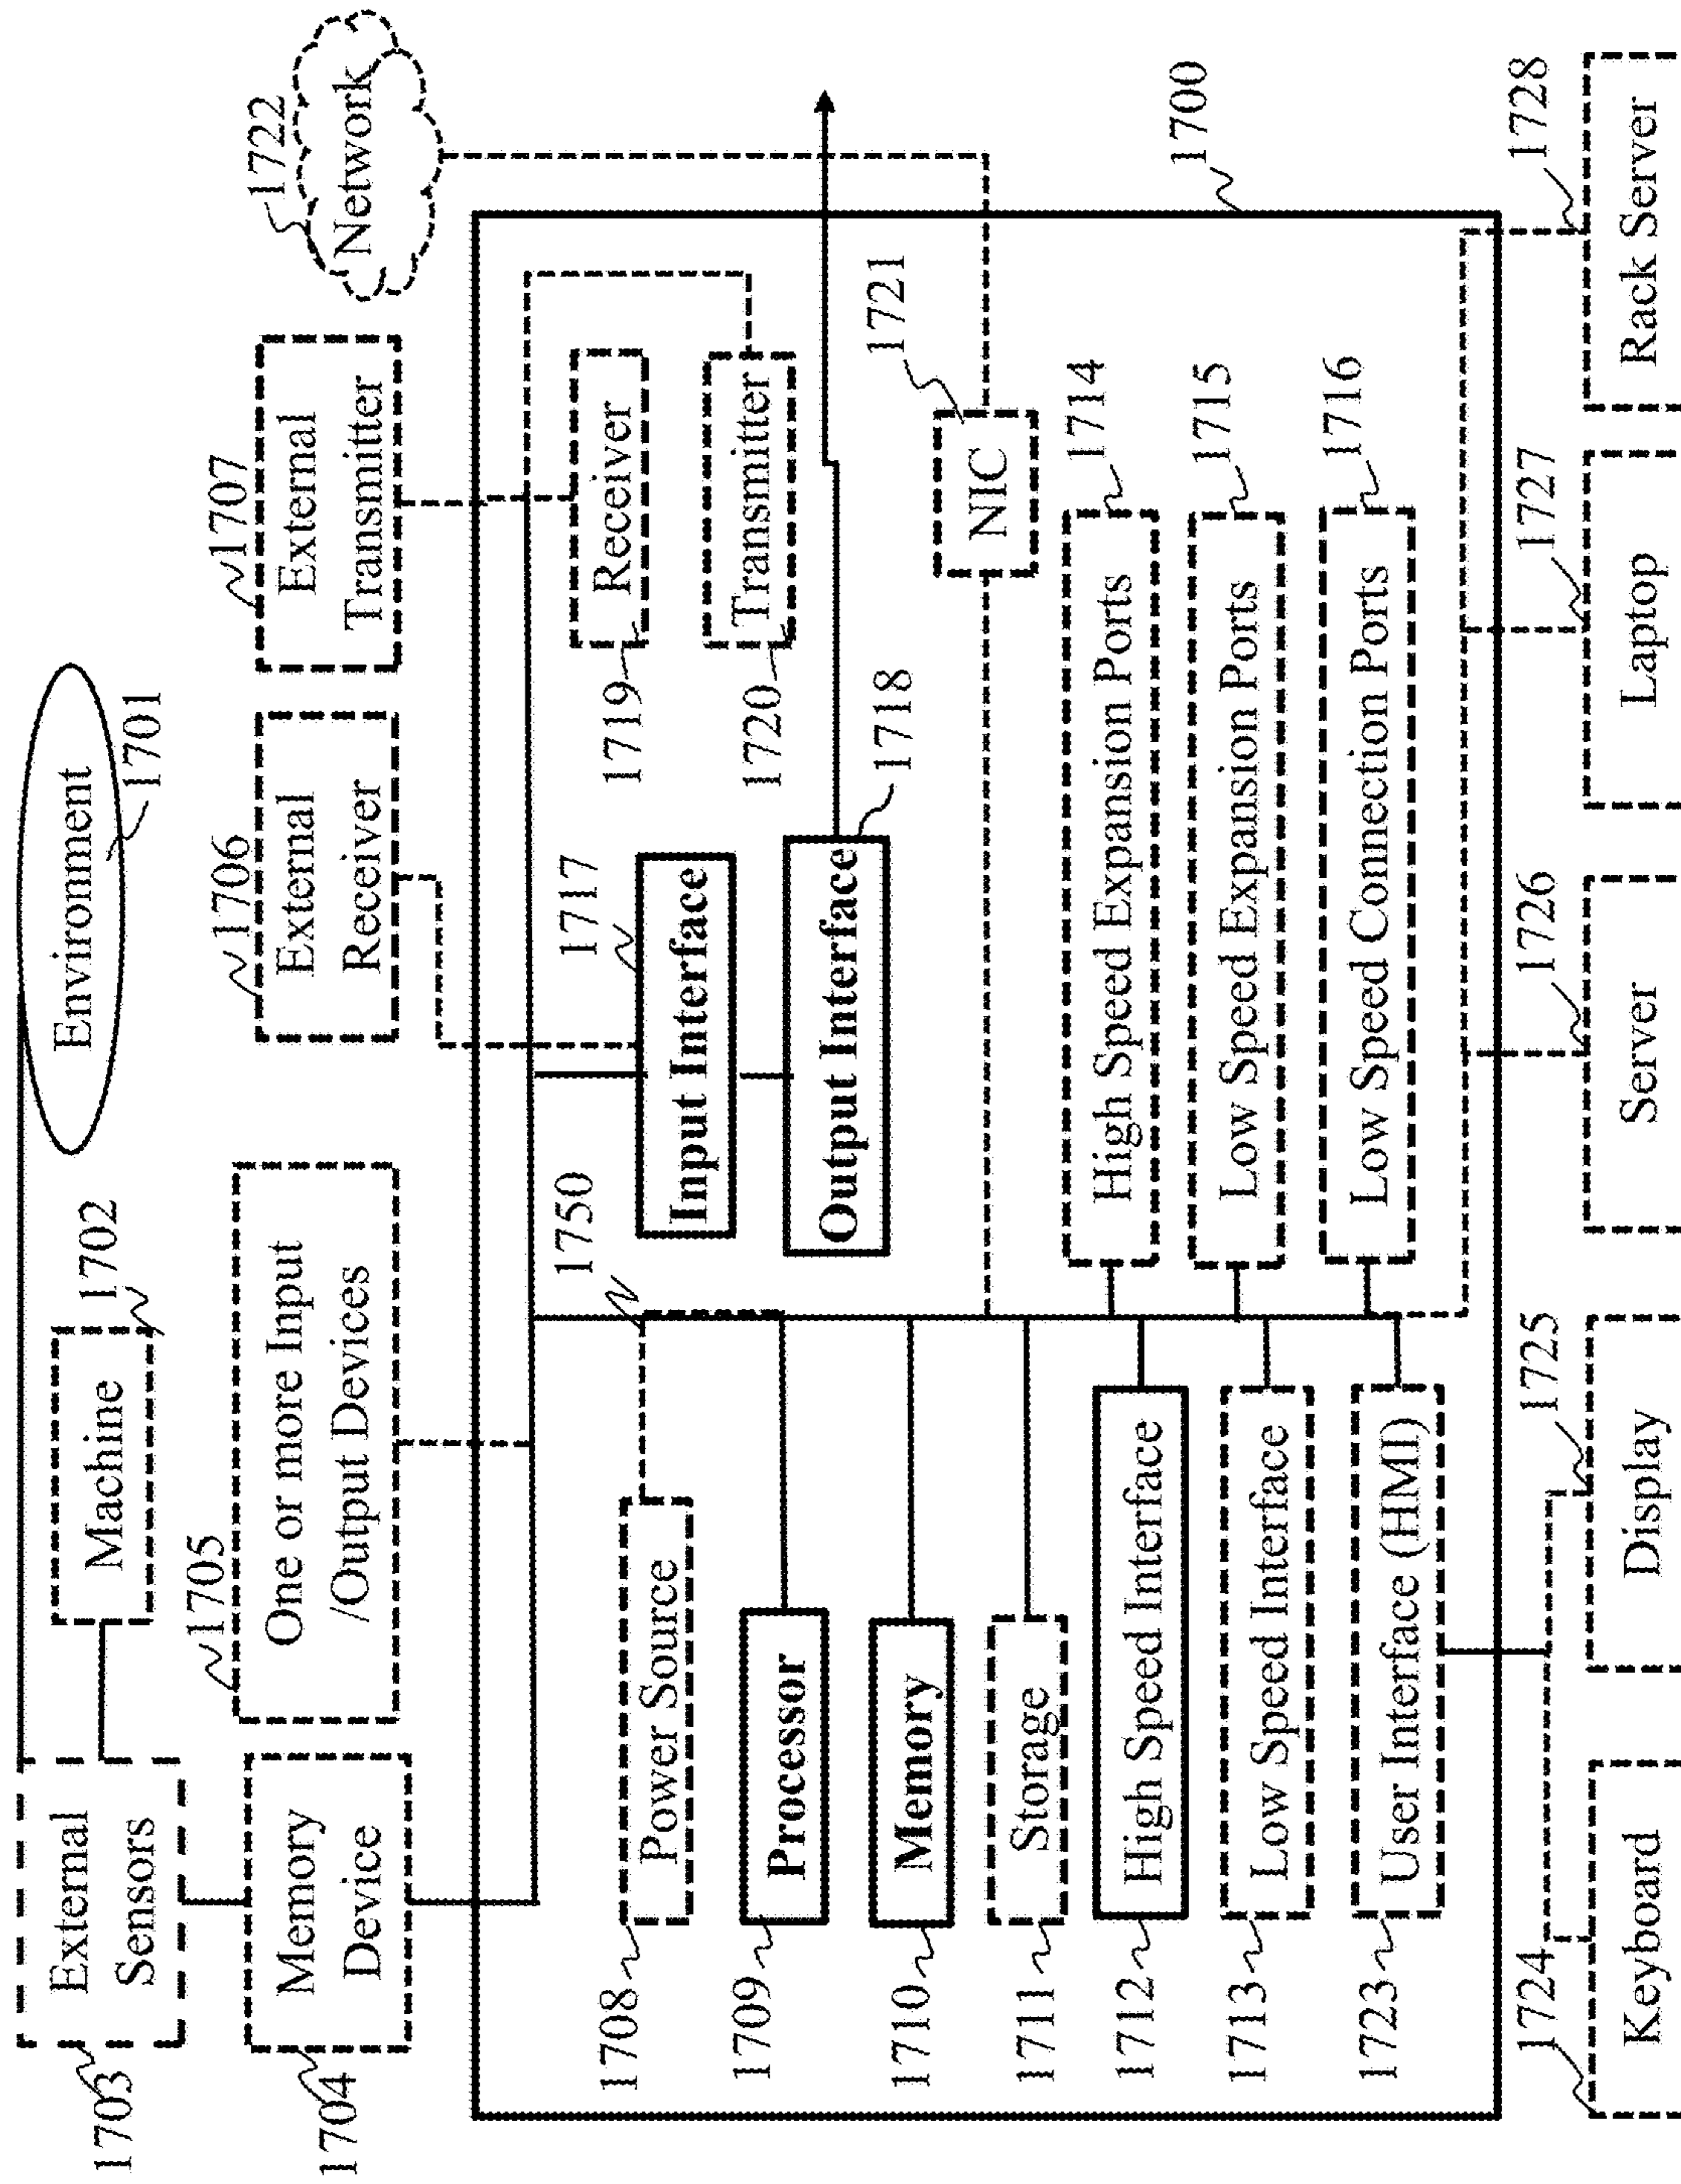 1703
External
Sensors
Machine
1702
Environment
1701
1704
Memory
Device
1705
One or more Input
/Output Devices
1706
External
Receiver
1707
External
Transmitter
1722
Network
1708
Power Source
1750
1709
Processor
1710
Memory
1711
Storage
1712
High Speed Interface
1713
Low Speed Interface
1723
User Interface (HMI)
1717
Input Interface
Output Interface
1718
1719
Receiver
1720
Transmitter
1721
NIC
High Speed Expansion Ports
1714
Low Speed Expansion Ports
1715
Low Speed Connection Ports
1716
1700
1724
Keyboard
1725
Display
1726
Server
1727
Laptop
1728
Rack Server